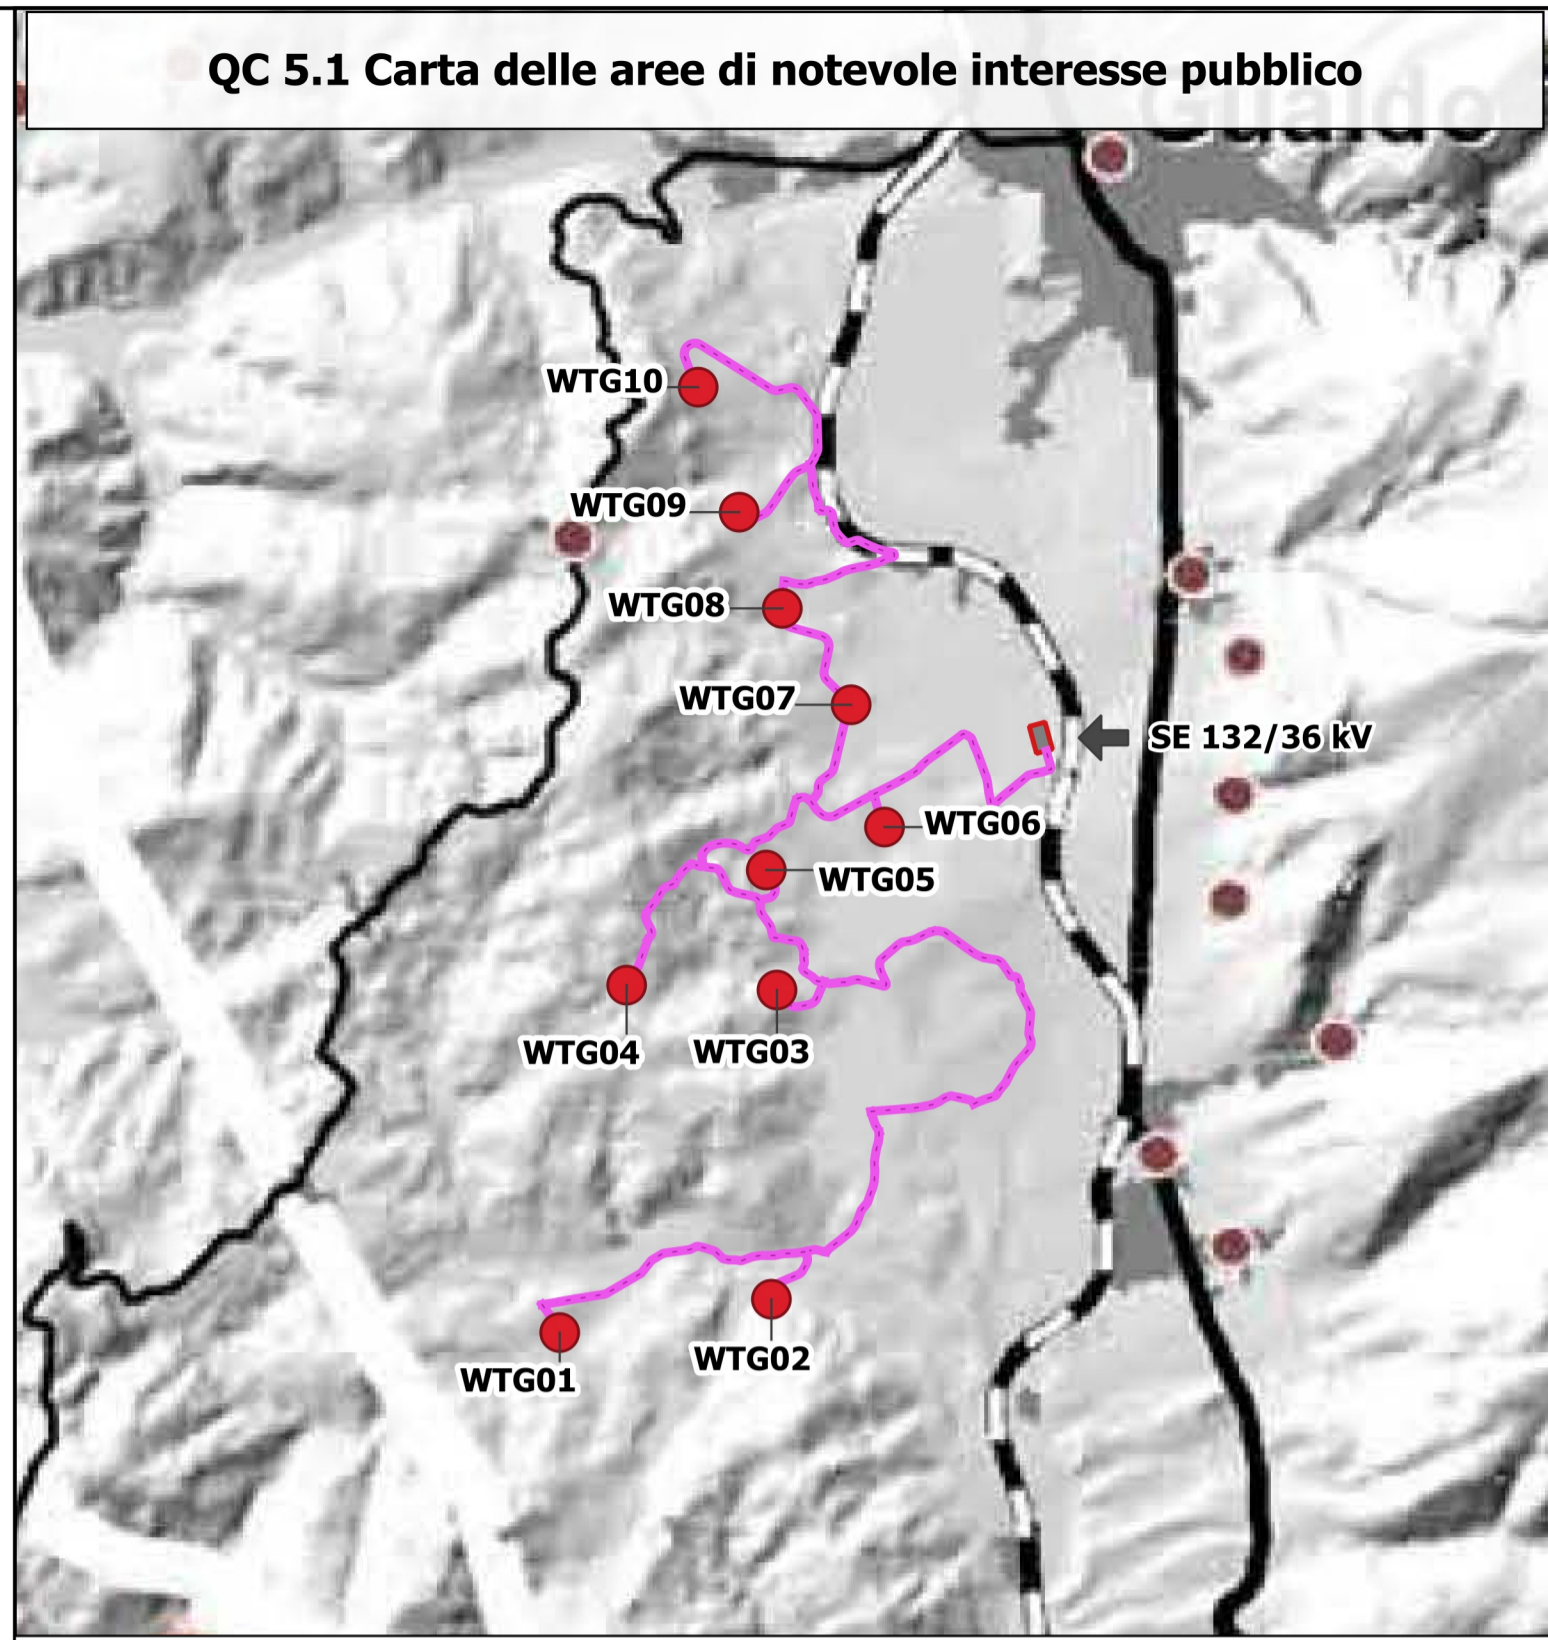 QC 5.1 Carta delle aree di notevole interesse pubblico
Gualdo
WTG10
WTG09
WTG08
WTG07
SE 132/36 kV
WTG06
WTG05
WTG04
WTG03
WTG02
WTG01